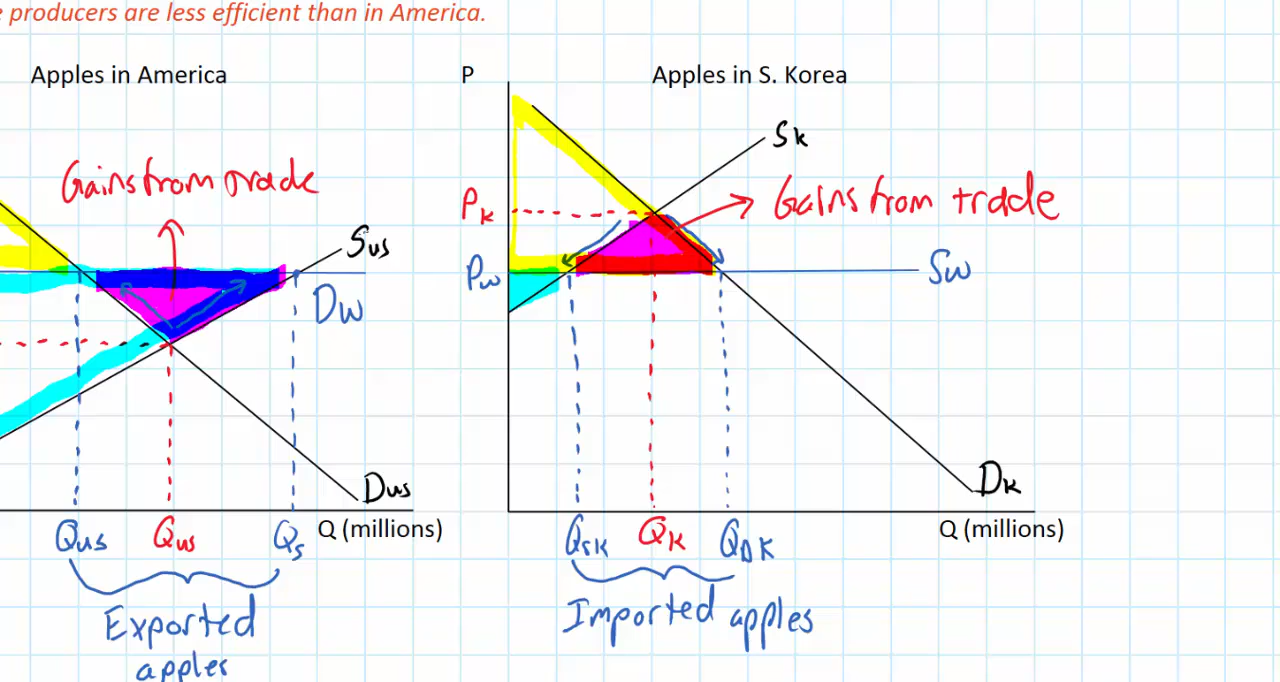 e producers are less efficient than in America.
Apples in America
Gains from trade
Sus
Dw
Dus
Qus
Qus
Qs
Q (millions)
Exported
apples
P
Apples in S. Korea
Sk
Pk
Gains from trade
Pw
Sw
Dk
QSK
QK
QDK
Q (millions)
Imported apples